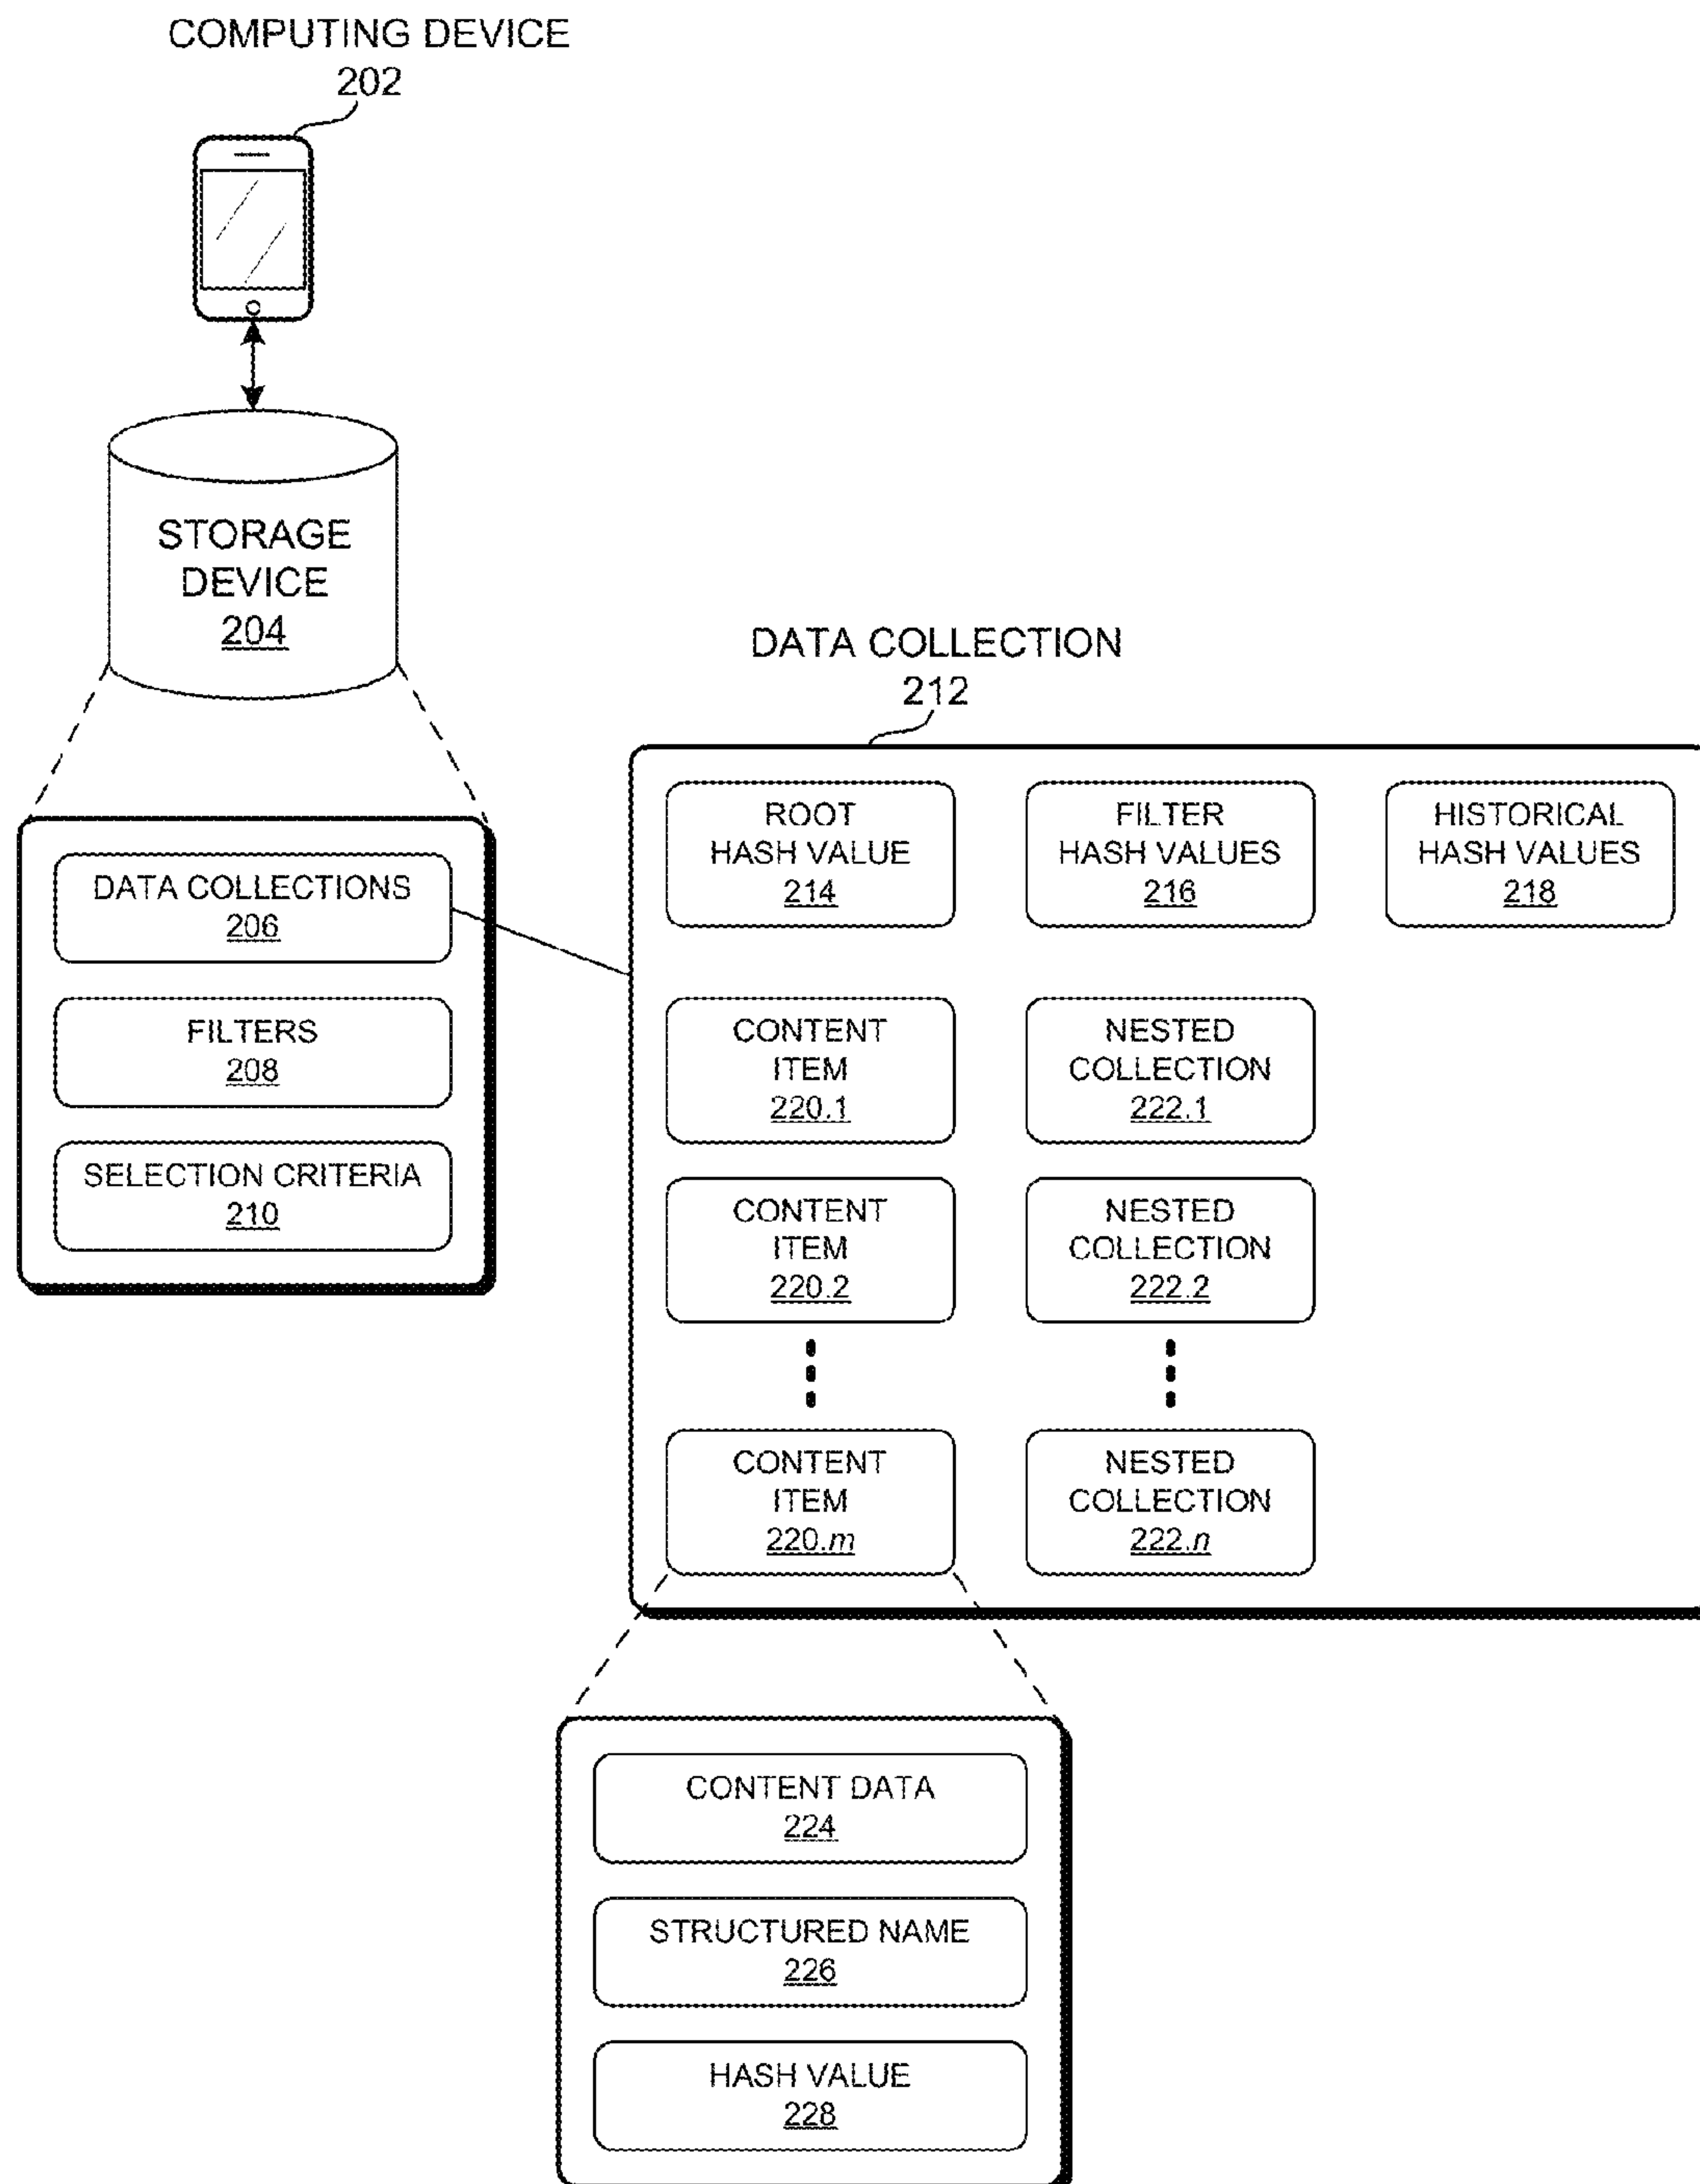 COMPUTING DEVICE
202
STORAGE
DEVICE
204
DATA COLLECTIONS
206
FILTERS
208
SELECTION CRITERIA
210
DATA COLLECTION
212
ROOT
HASH VALUE
214
FILTER
HASH VALUES
216
HISTORICAL
HASH VALUES
218
CONTENT
ITEM
220.1
NESTED
COLLECTION
222.1
CONTENT
ITEM
220.2
NESTED
COLLECTION
222.2
CONTENT
ITEM
220.m
NESTED
COLLECTION
222.n
CONTENT DATA
224
STRUCTURED NAME
226
HASH VALUE
228